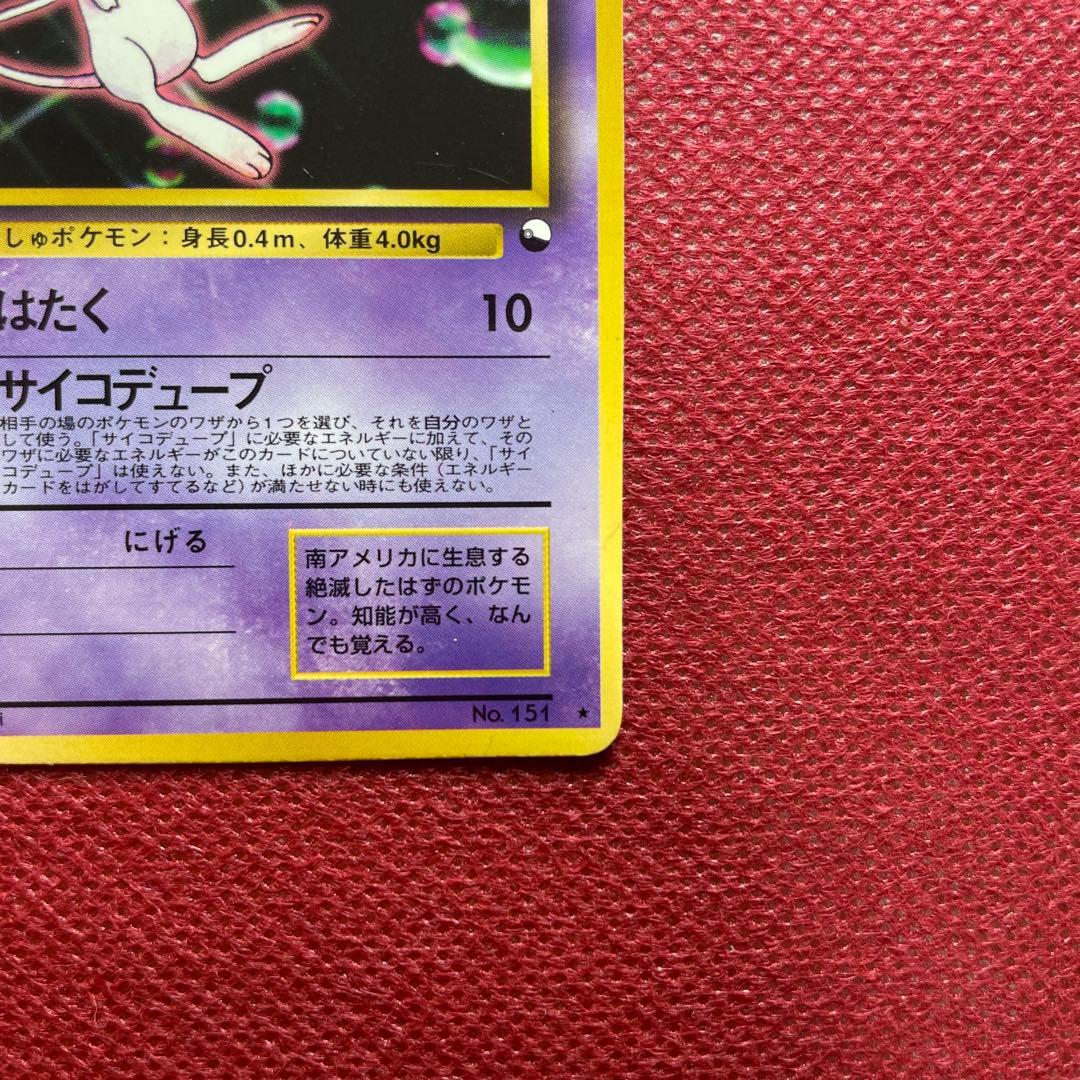 しゅポケモン：身長0.4m、体重4.0kg
はたく 10
サイコデュープ
相手の場のポケモンのワザから1つを選び、それを自分のワザと
して使う。「サイコデュープ」に必要なエネルギーに加えて、その
ワザに必要なエネルギーがこのカードについていない限り、「サイ
コデュープ」は使えない。また、ほかに必要な条件（エネルギー
カードをはがしてすてるなど）が満たせない時にも使えない。
にげる
南アメリカに生息する
絶滅したはずのポケモ
ン。知能が高く、なん
でも覚える。
No. 151 ★